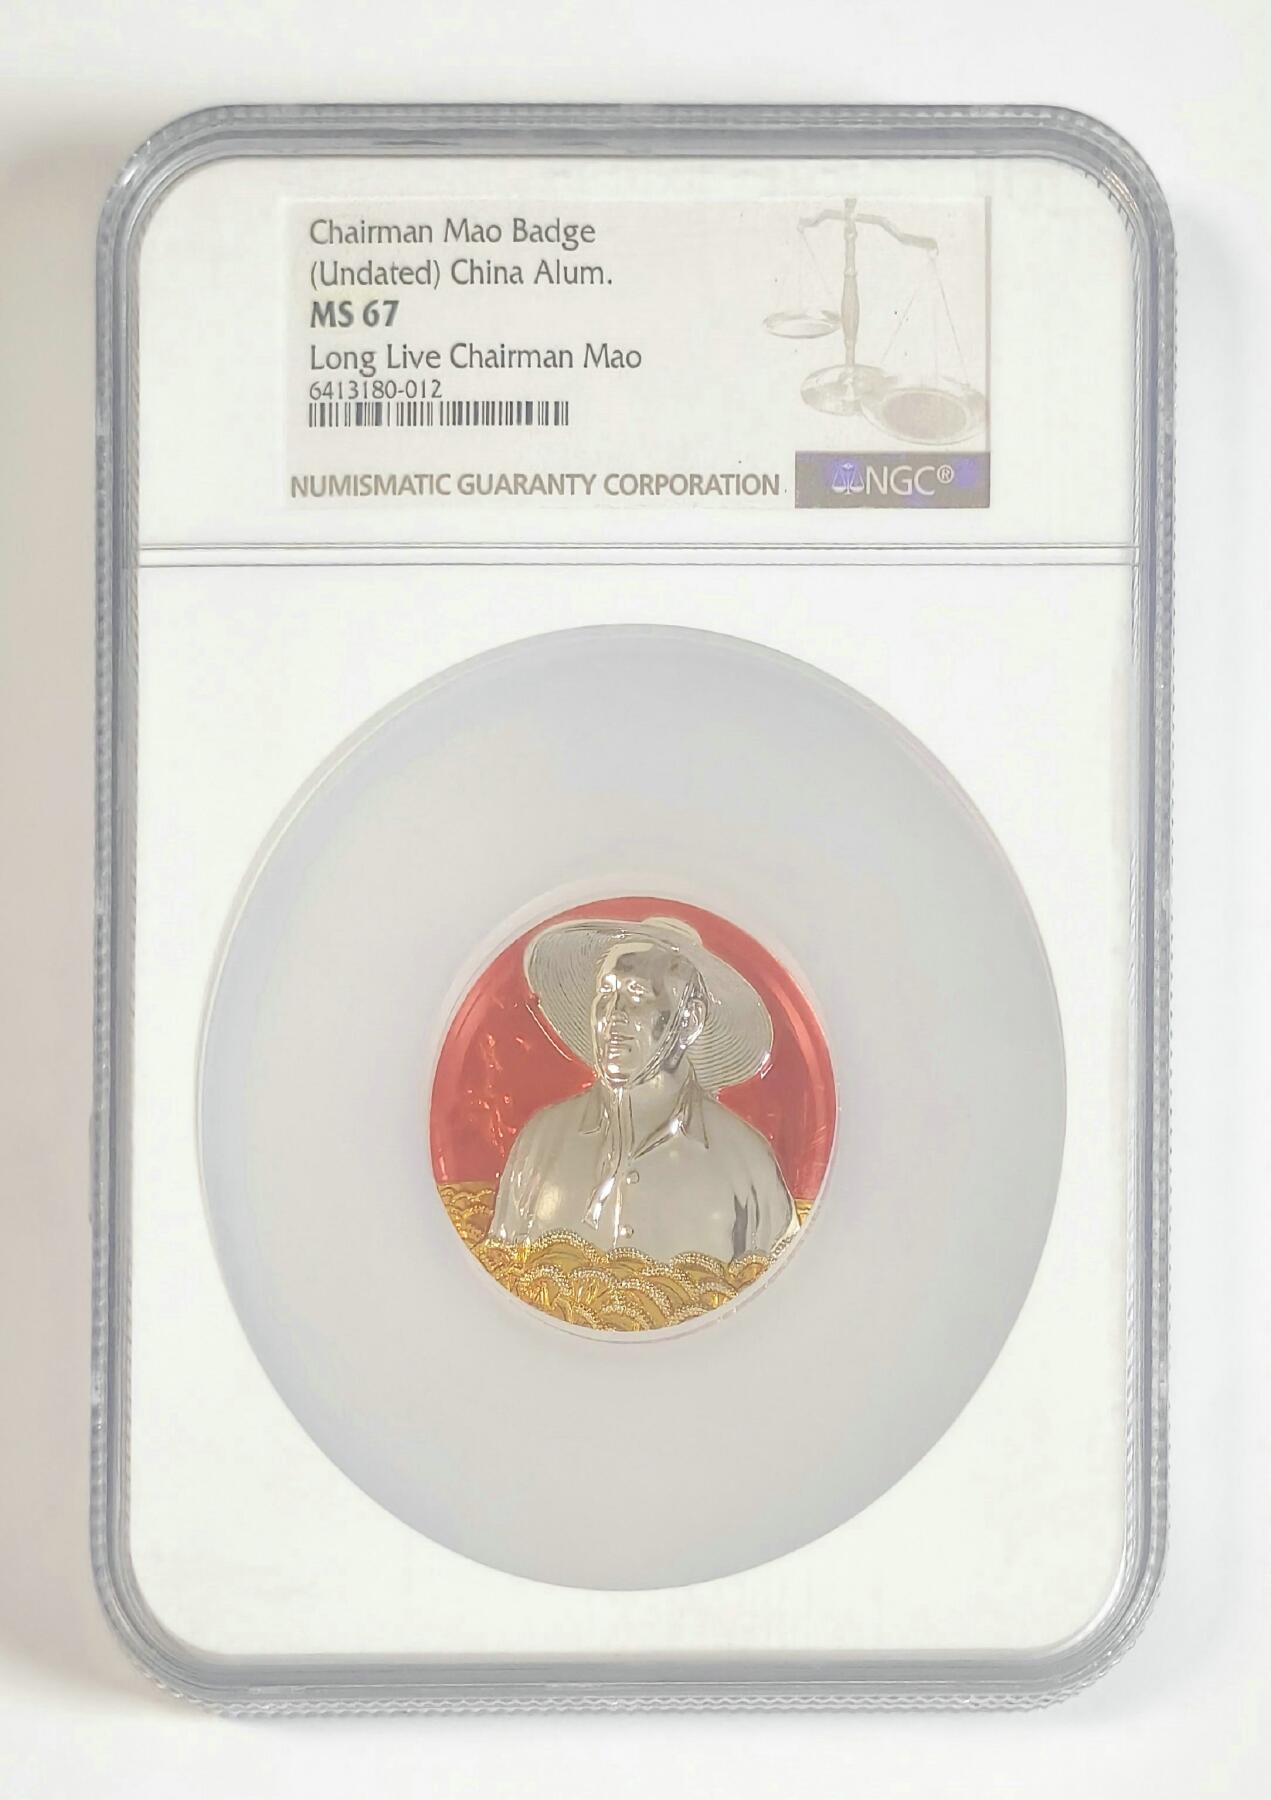 Chairman Mao Badge
(Undated) China Alum.
MS 67
Long Live Chairman Mao
6413180-012
NUMISMATIC GUARANTY CORPORATION
NGC®